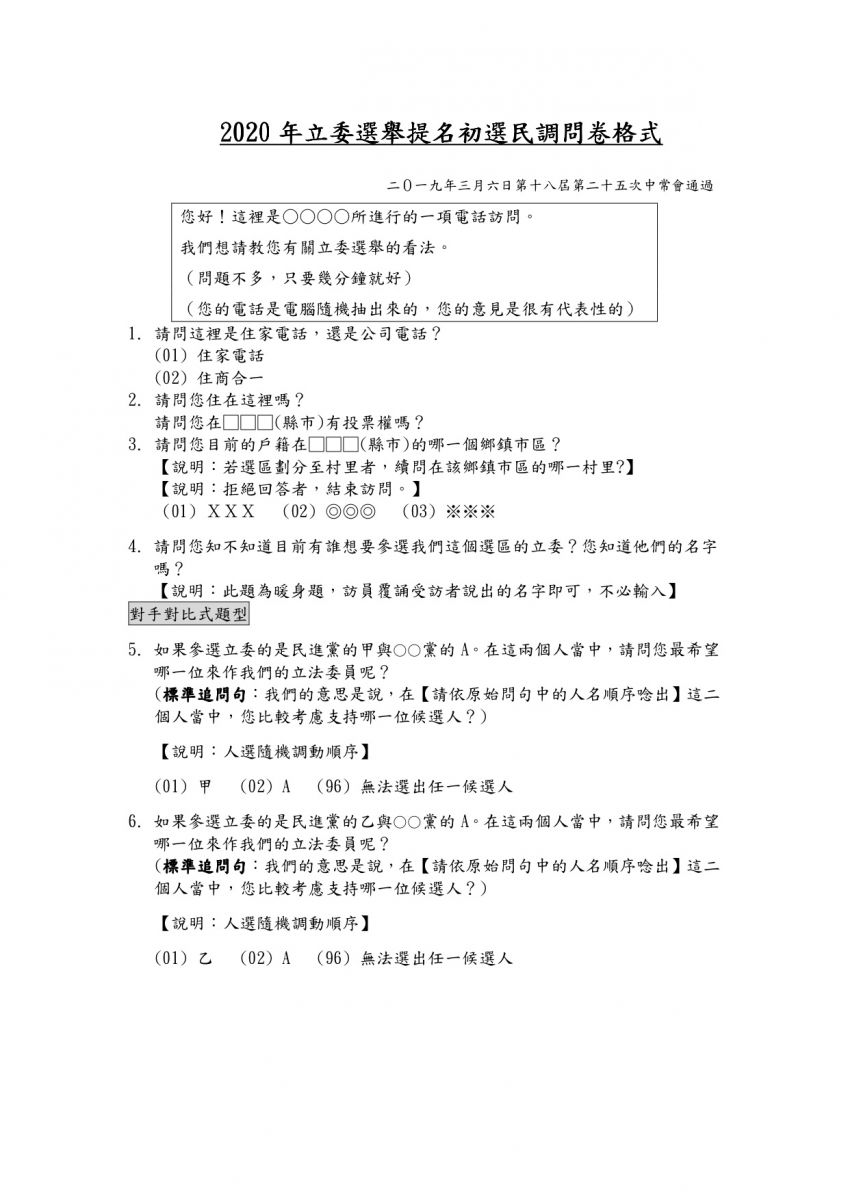 2020 年立委選舉提名初選民調問卷格式
二〇一九年三月六日第十八屆第二十五次中常會通過
您好！這裡是○○○○所進行的一項電話訪問。
我們想請教您有關立委選舉的看法。
（問題不多，只要幾分鐘就好）
（您的電話是電腦隨機抽出來的，您的意見是很有代表性的）
1. 請問這裡是住家電話，還是公司電話？
(01) 住家電話
(02) 住商合一
2. 請問您住在這裡嗎？
請問您在□□□(縣市)有投票權嗎？
3. 請問您目前的戶籍在□□□(縣市)的哪一個鄉鎮市區？
【說明：若選區劃分至村里者，續問在該鄉鎮市區的哪一村里?】
【說明：拒絕回答者，結束訪問。】
（01）ＸＸＸ （02）◎◎◎ （03）※※※
4. 請問您知不知道目前有誰想要參選我們這個選區的立委？您知道他們的名字
嗎？
【說明：此題為暖身題，訪員覆誦受訪者說出的名字即可，不必輸入】
對手對比式題型
5. 如果參選立委的是民進黨的甲與○○黨的 A。在這兩個人當中，請問您最希望
哪一位來作我們的立法委員呢？
(標準追問句：我們的意思是說，在【請依原始問句中的人名順序唸出】這二
個人當中，您比較考慮支持哪一位候選人？)
【說明：人選隨機調動順序】
(01) 甲 (02) A (96) 無法選出任一候選人
6. 如果參選立委的是民進黨的乙與○○黨的 A。在這兩個人當中，請問您最希望
哪一位來作我們的立法委員呢？
(標準追問句：我們的意思是說，在【請依原始問句中的人名順序唸出】這二
個人當中，您比較考慮支持哪一位候選人？)
【說明：人選隨機調動順序】
(01) 乙 (02) A (96) 無法選出任一候選人